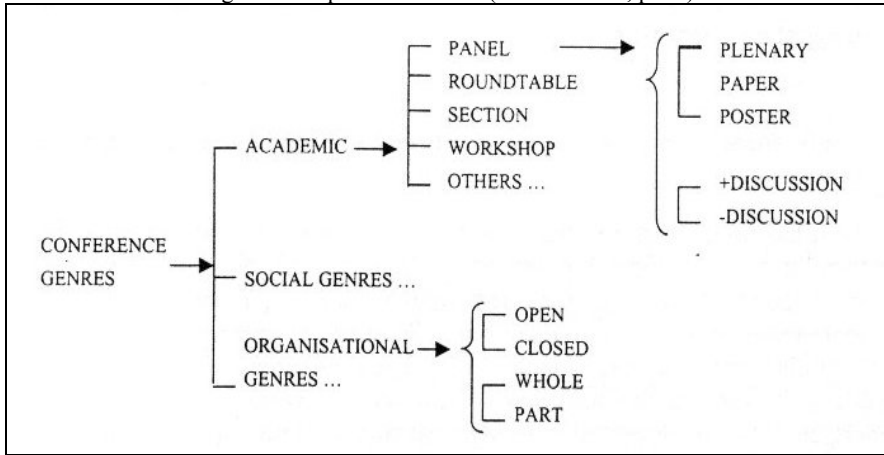 PANEL
ROUNDTABLE
SECTION
WORKSHOP
OTHERS ...
PLENARY
PAPER
POSTER
+DISCUSSION
-DISCUSSION
ACADEMIC
CONFERENCE
GENRES
SOCIAL GENRES ...
ORGANISATIONAL
GENRES ...
OPEN
CLOSED
WHOLE
PART